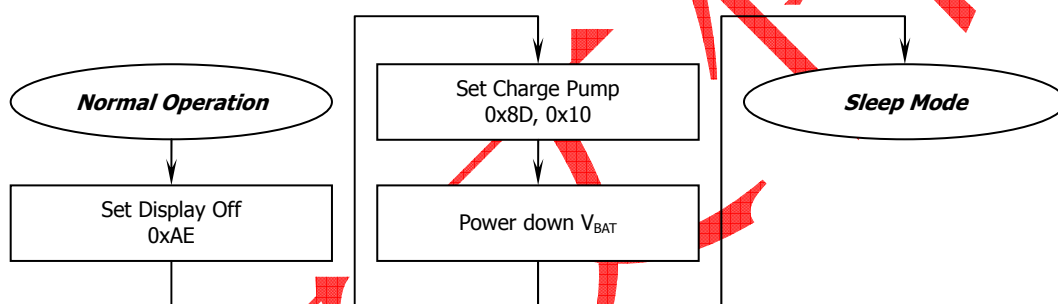 Normal Operation
Set Display Off
0xAE
Set Charge Pump
0x8D, 0x10
Power down VBAT
Sleep Mode